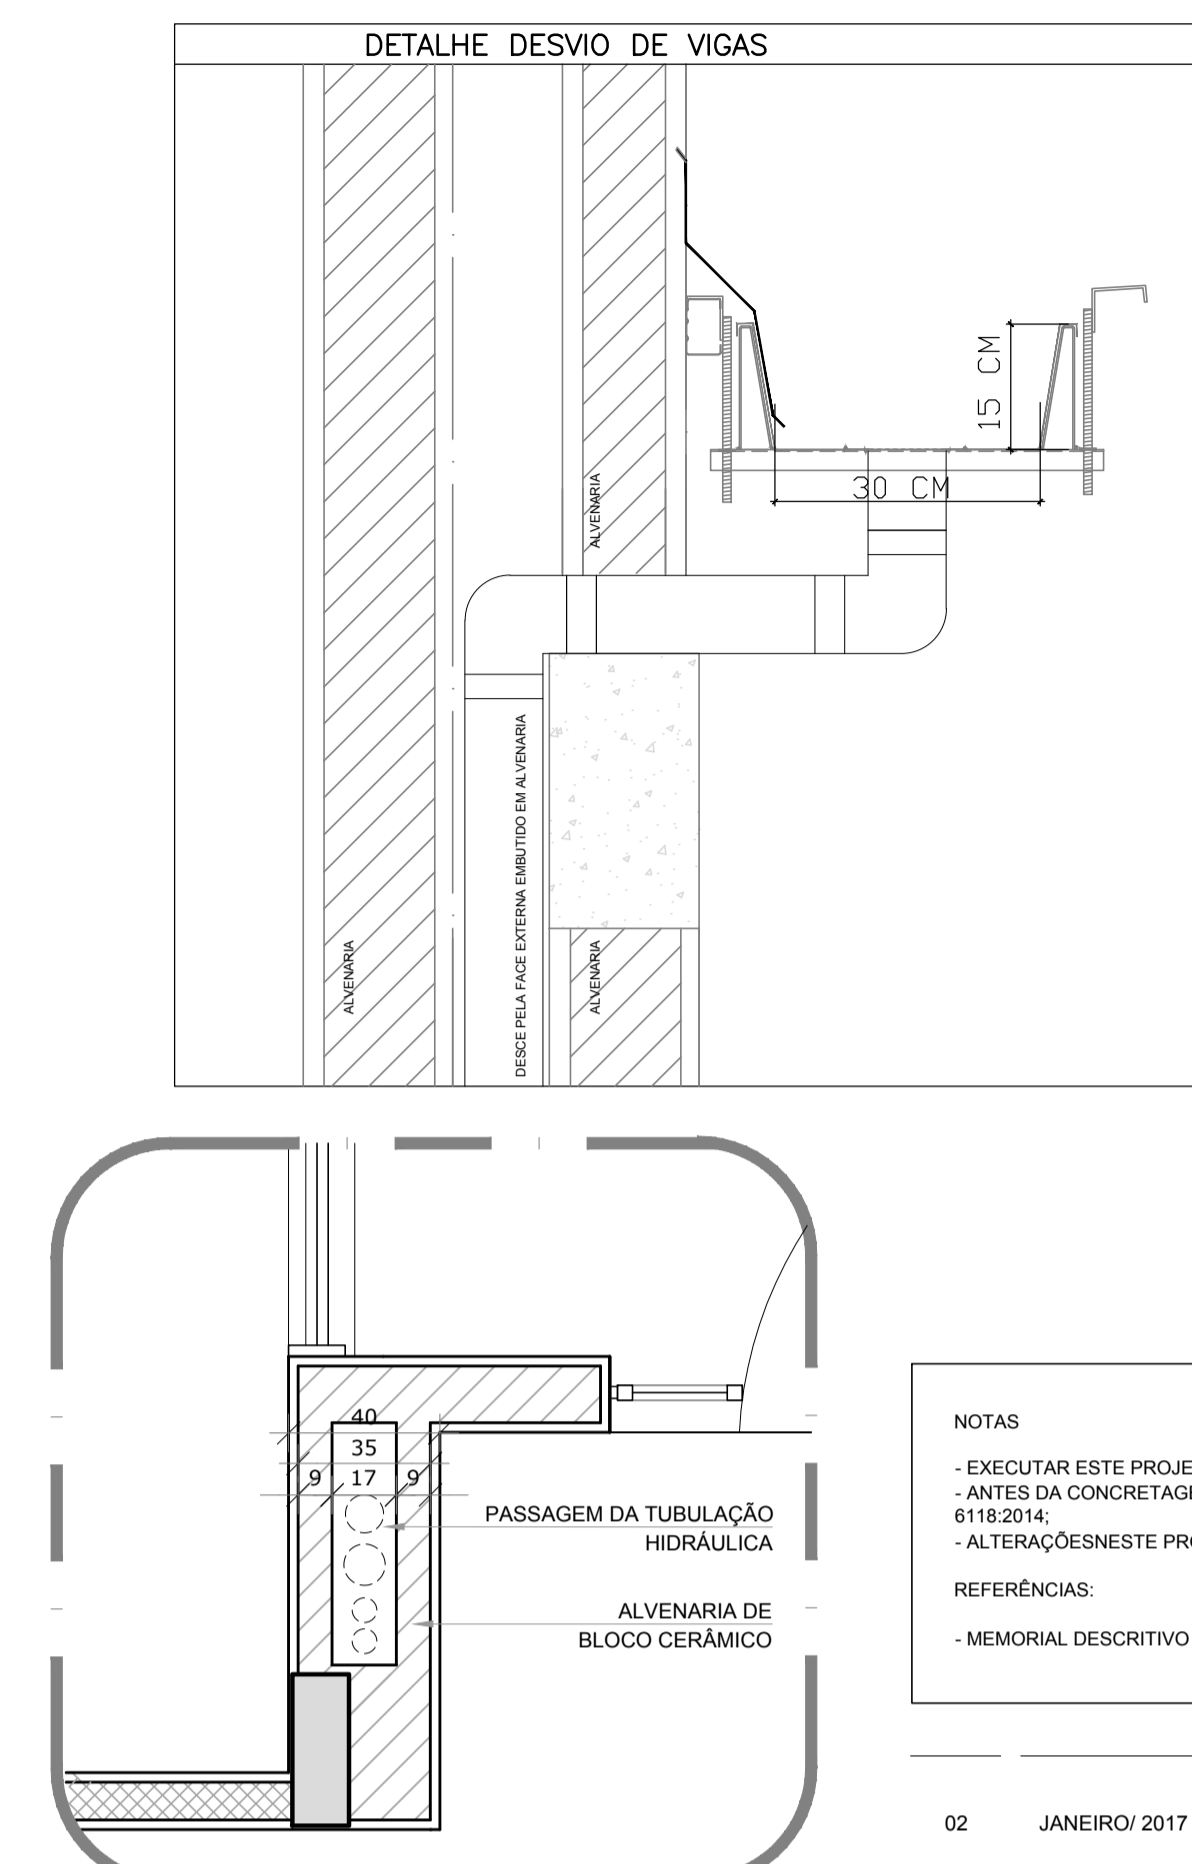 DETALHE DESVIO DE VIGAS
15 CM
30 CM
ALVENARIA
DESCE PELA FACE EXTERNA EMBUTIDO EM ALVENARIA
ALVENARIA
ALVENARIA
40
35
9 17 9
PASSAGEM DA TUBULAÇÃO
HIDRÁULICA
ALVENARIA DE
BLOCO CERÂMICO
NOTAS
- EXECUTAR ESTE PROJE
- ANTES DA CONCRETAGE
6118:2014;
- ALTERAÇÕESNESTE PRO
REFERÊNCIAS:
- MEMORIAL DESCRITIVO
02 JANEIRO/ 2017